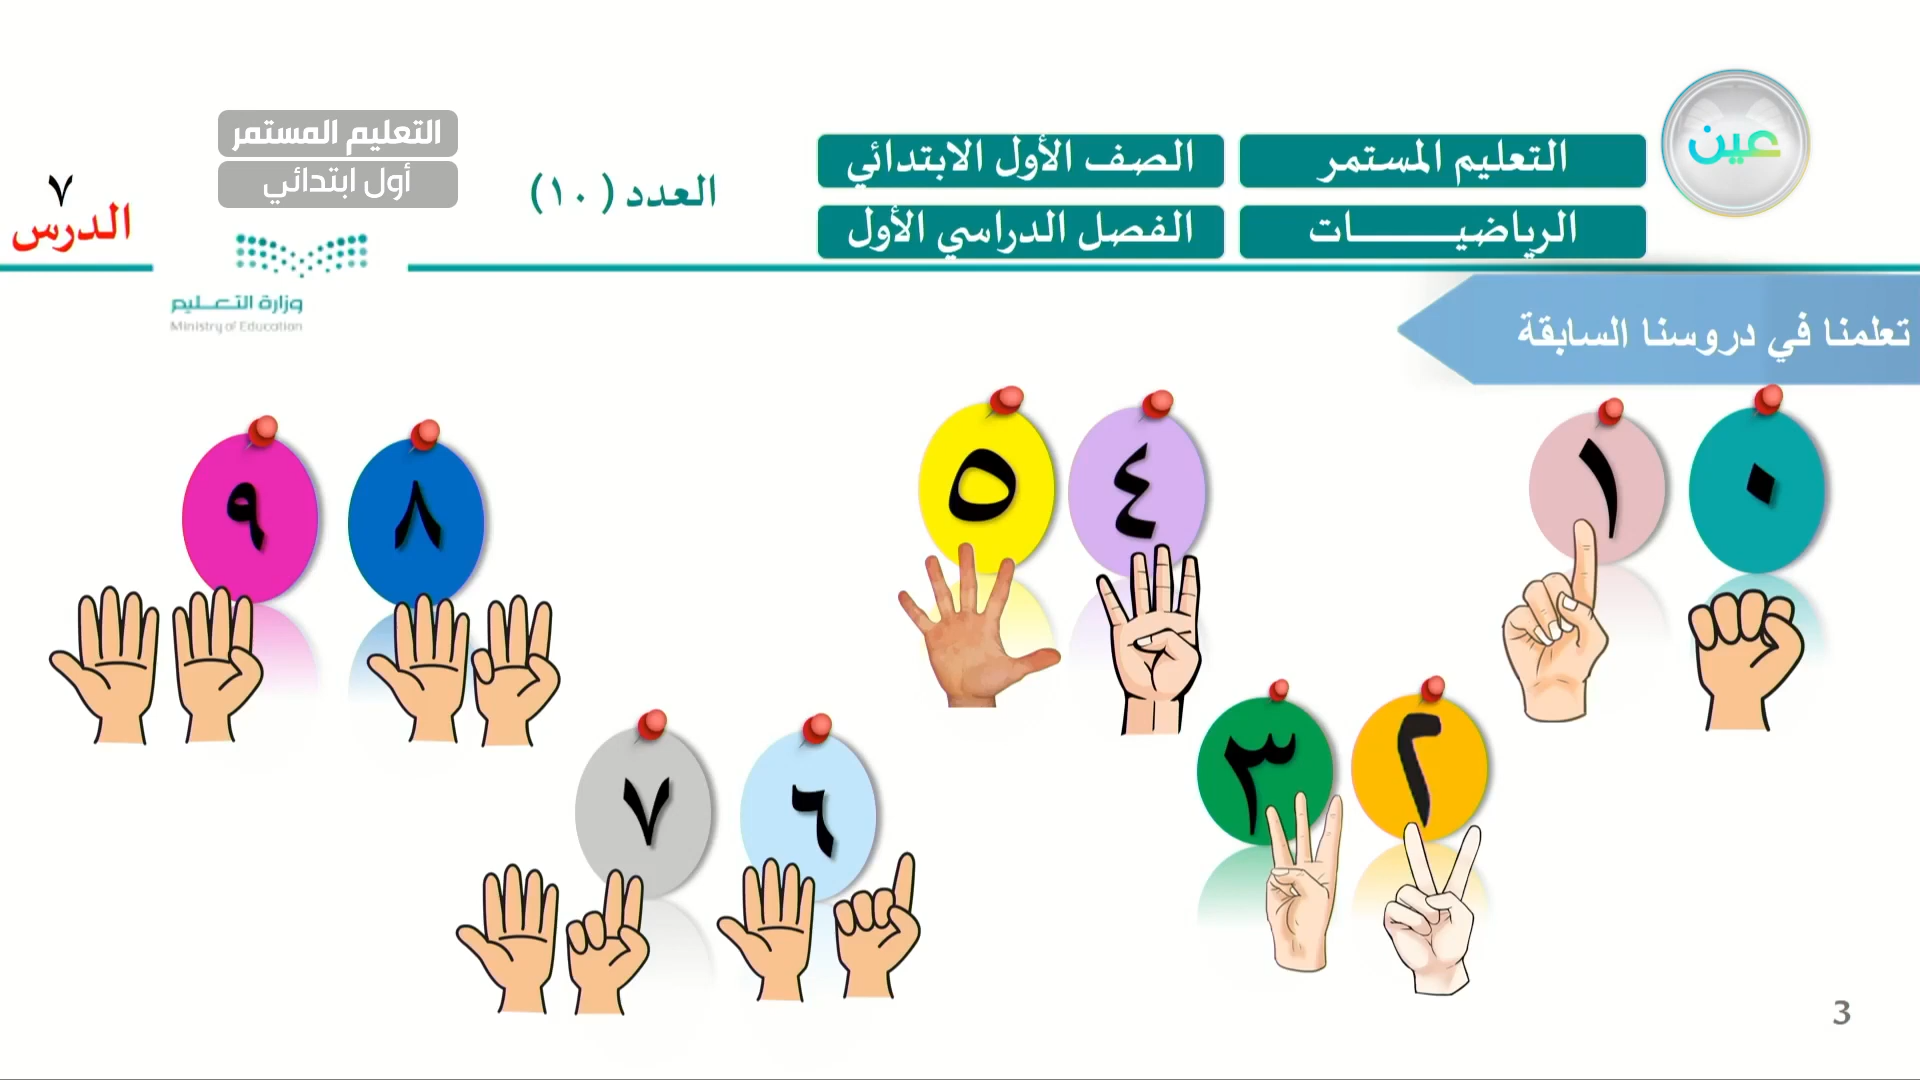 عين
التعليم المستمر
الصف الأول الابتدائي
الرياضيــــــــات
الفصل الدراسي الأول
العدد (١٠)
التعليم المستمر
أول ابتدائي
٧
الدرس
وزارة التعليم
Ministry of Education
تعلمنا في دروسنا السابقة
٠
١
٢
٣
٤
٥
٦
٧
٨
٩
3